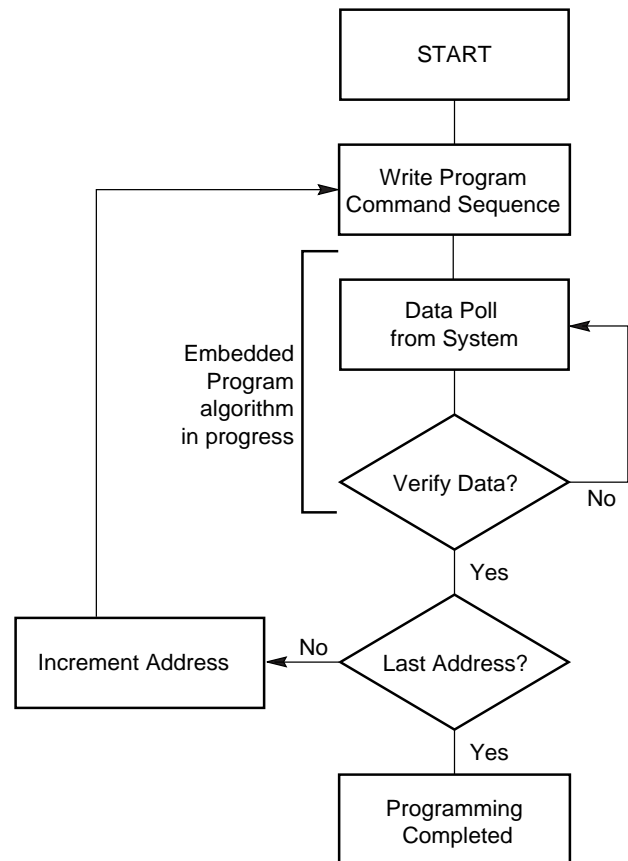 START
Write Program
Command Sequence
Data Poll
from System
Embedded
Program
algorithm
in progress
Verify Data?
No
Yes
Increment Address
No
Last Address?
Yes
Programming
Completed